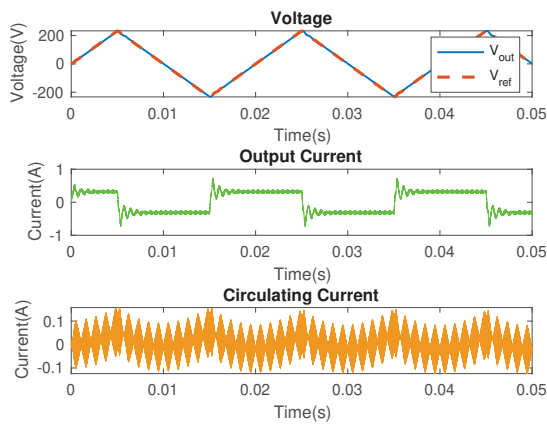 Voltage
Voltage(V)
200
0
-200
V_out
V_ref
0 0.01 0.02 0.03 0.04 0.05
Time(s)
Output Current
Current(A)
1
0
-1
0 0.01 0.02 0.03 0.04 0.05
Time(s)
Circulating Current
Current(A)
0.1
0
-0.1
0 0.01 0.02 0.03 0.04 0.05
Time(s)